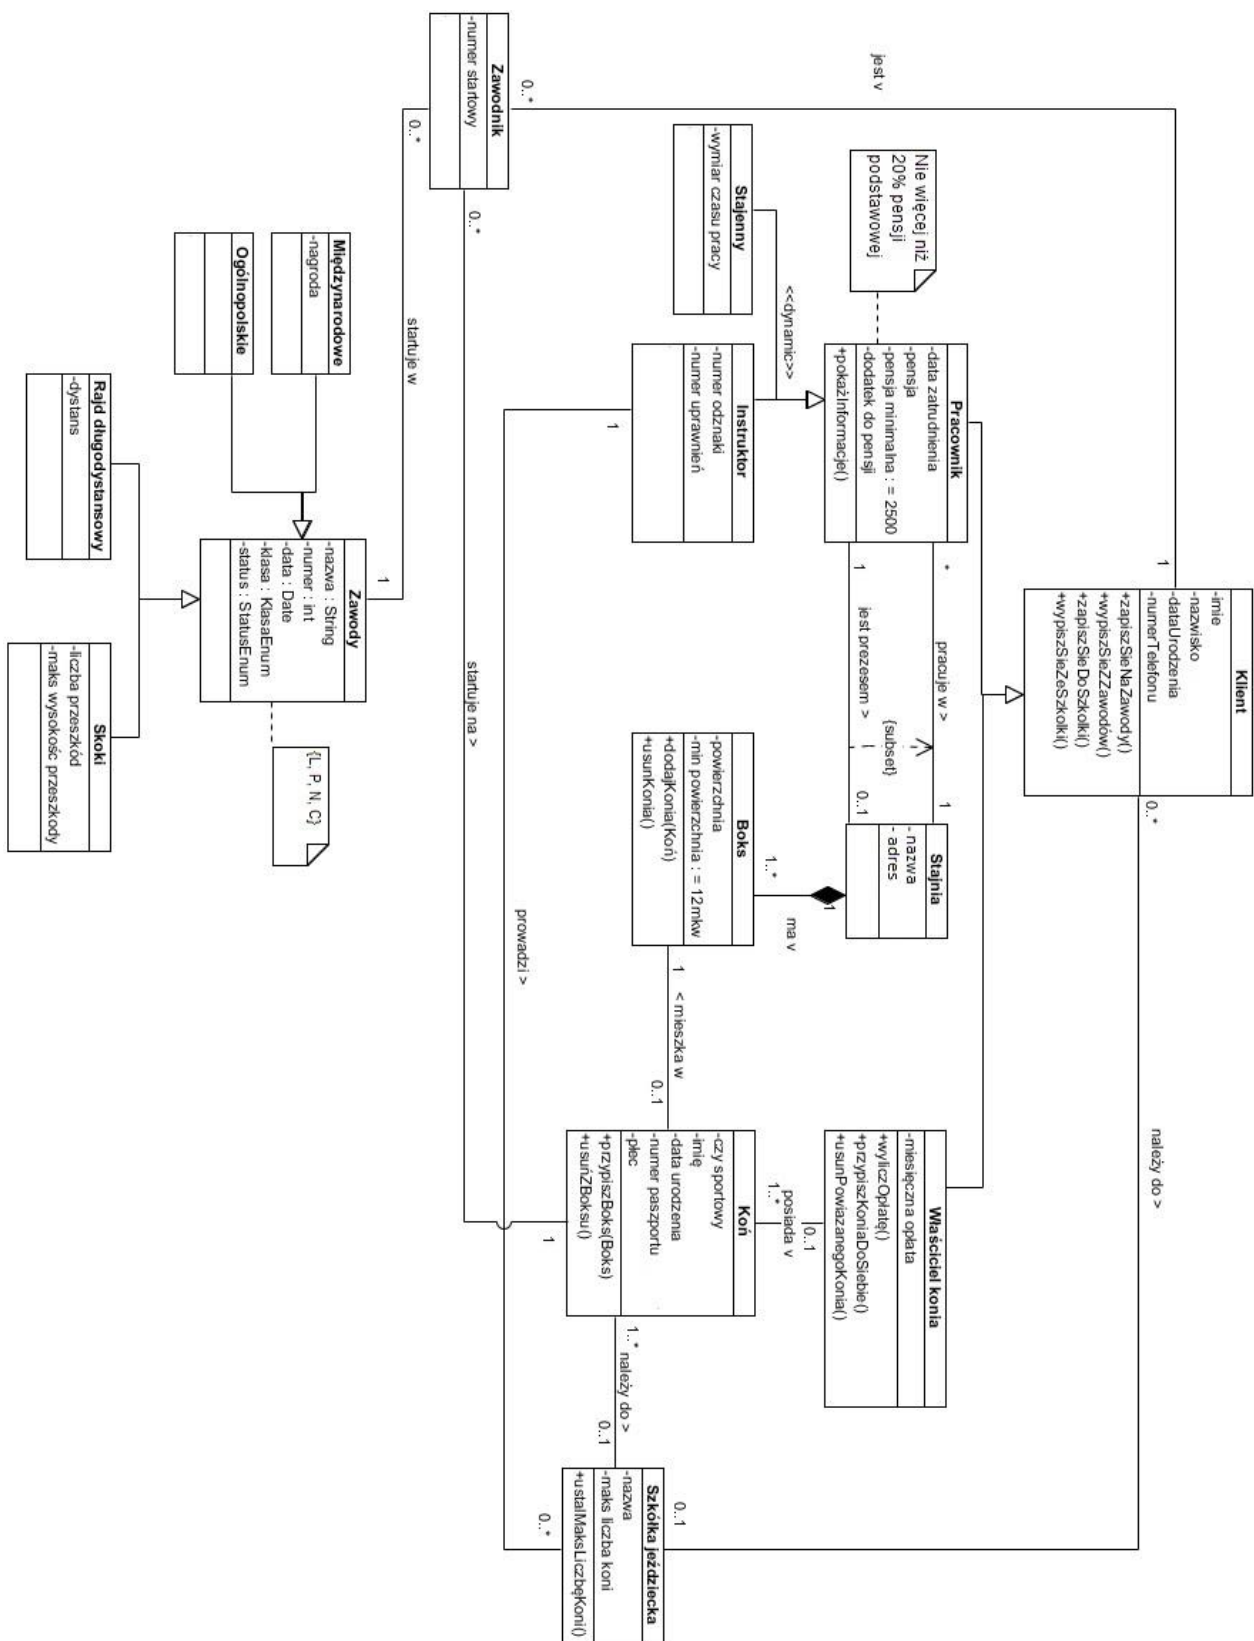 Klient
-imie
-nazwisko
-dataUrodzenia
-numerTelefonu
+zapiszSieNaZawody()
+wypiszSieZZawodów()
+zapiszSieDoSzkolki()
+wypiszSieZeSzkolki()
1
0..*
jest v
należy do >
Nie więcej niż
20% pensji
podstawowej
Pracownik
-data zatrudnienia
-pensja
-pensja minimalna : = 2500
-dodatek do pensji
+pokażInformacje()
*
pracuje w >
1
{subset}
1
jest prezesem >
0..1
Stajnia
- nazwa
- adres
Właściciel konia
-miesięczna opłata
+wyliczOpłatę()
+przypiszKoniaDoSiebie()
+usunPowiazanegoKonia()
<<dynamic>>
1
ma v
1..*
0..1
posiada v
1..*
Stajenny
-wymiar czasu pracy
Instruktor
-numer odznaki
-numer uprawnień
1
Boks
-powierzchnia
-min powierzchnia : = 12mkw
+dodajKonia(Koń)
+usunKonia()
1
< mieszka w
0..1
Koń
-czy sportowy
-imię
-data urodzenia
-numer paszportu
-płec
+przypiszBoks(Boks)
+usuńZBoksu()
1
1..*
należy do >
0..1
0..1
Szkółka jeździecka
-nazwa
-maks liczba koni
+ustalMaksLiczbęKoni()
0..*
prowadzi >
0..*
Zawodnik
-numer startowy
0..*
startuje na >
0..*
startuje w
1
Międzynarodowe
-nagroda
Ogólnopolskie
Zawody
-nazwa : String
-numer : int
-data : Date
-klasa : KlasaEnum
-status : StatusEnum
{L, P, N, C}
Rajd długodystansowy
-dystans
Skoki
-liczba przeszkód
-maks wysokośc przeszkody